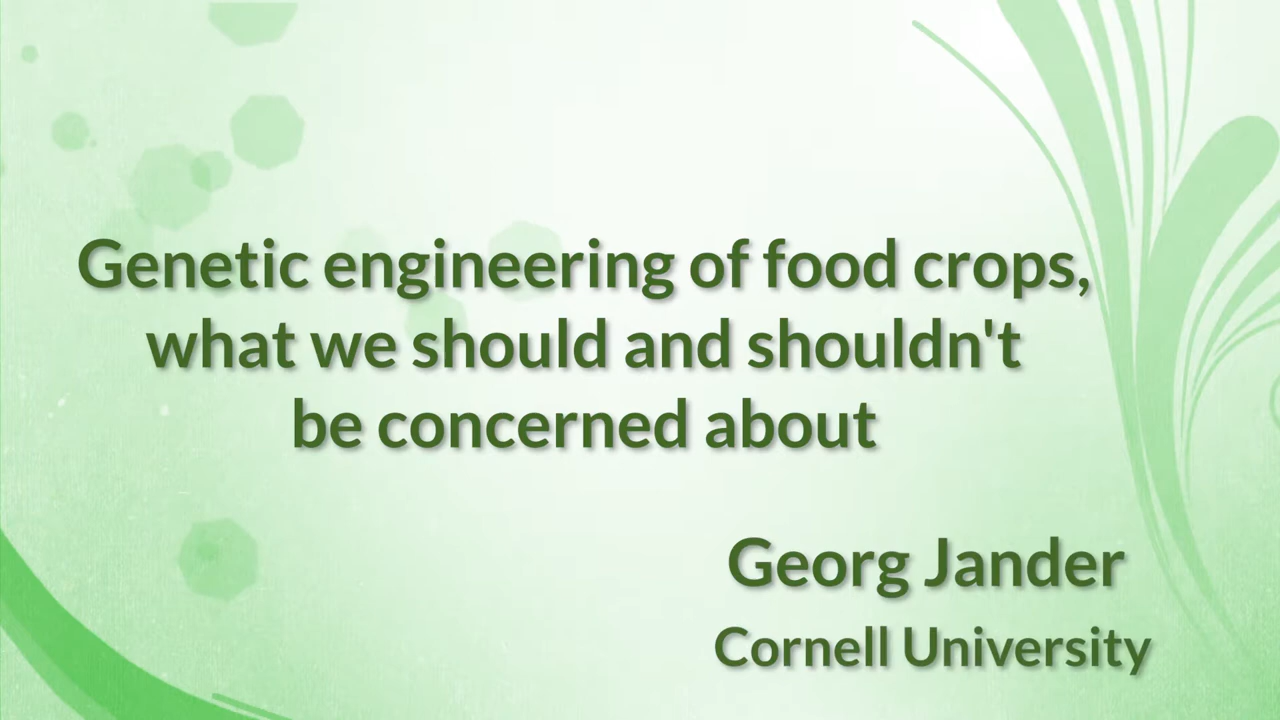 Genetic engineering of food crops,
what we should and shouldn't
be concerned about
Georg Jander
Cornell University